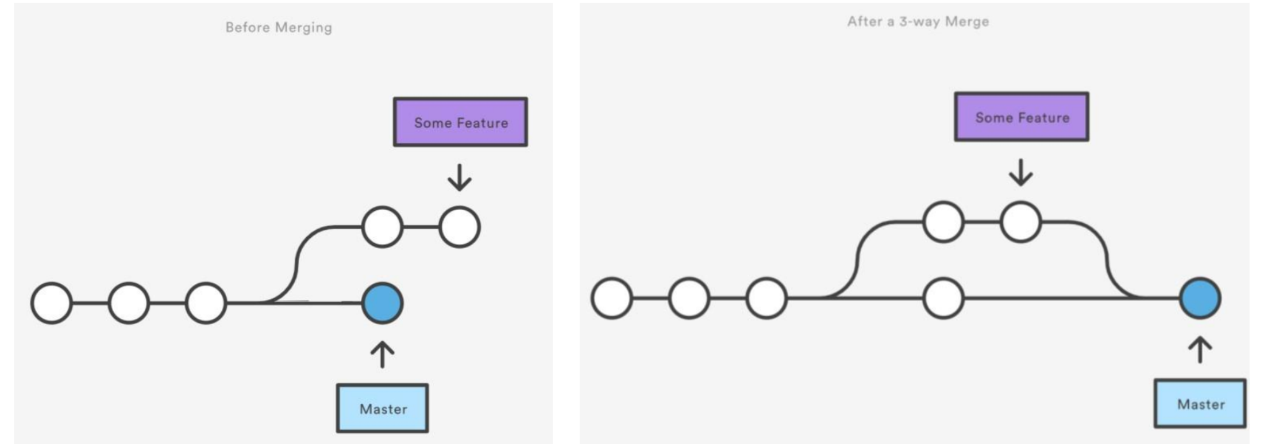 Before Merging
Some Feature
Master
After a 3-way Merge
Some Feature
Master